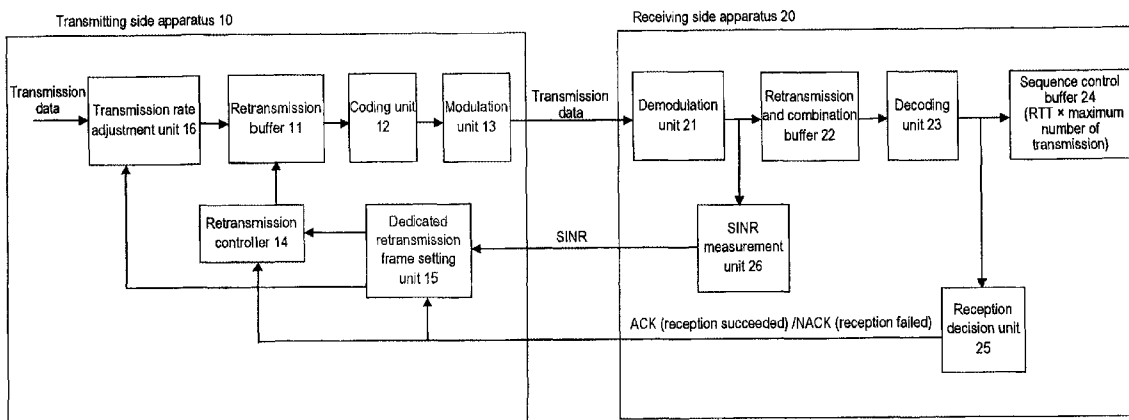 Transmitting side apparatus 10
Receiving side apparatus 20
Transmission
data
Transmission rate
adjustment unit 16
Retransmission
buffer 11
Coding unit
12
Modulation
unit 13
Transmission
data
Demodulation
unit 21
Retransmission
and combination
buffer 22
Decoding
unit 23
Sequence control
buffer 24
(RTT × maximum
number of
transmission)
Retransmission
controller 14
Dedicated
retransmission
frame setting
unit 15
SINR
SINR
measurement
unit 26
ACK (reception succeeded) /NACK (reception failed)
Reception
decision unit
25